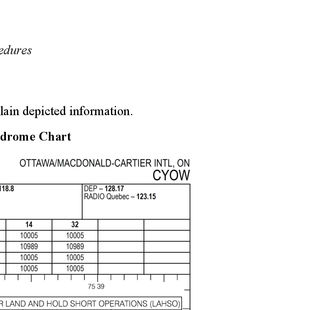 edures
lain depicted information.
drome Chart
OTTAWA/MACDONALD-CARTIER INTL, ON
CYOW
118.8 DEP – 128.17
RADIO Quebec – 123.15
14 32
10005 10005
10989 10989
10005 10005
10005 10005
75 39
R LAND AND HOLD SHORT OPERATIONS (LAHSO)